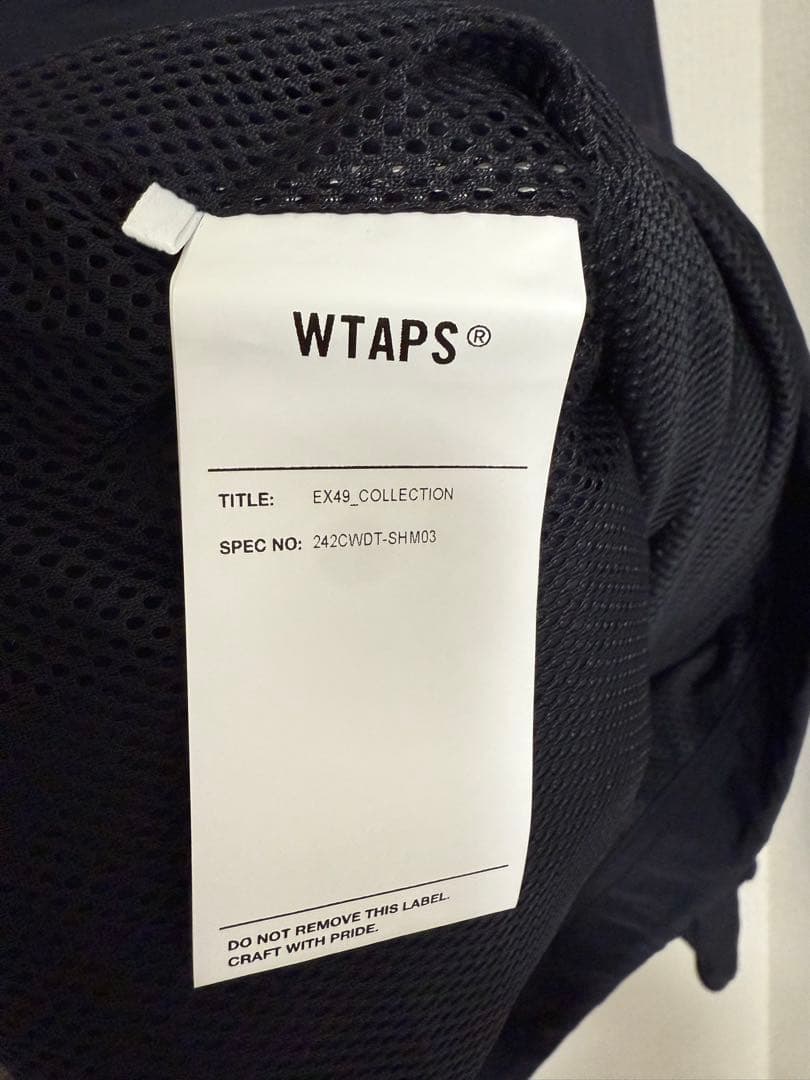 WTAPS®
TITLE: EX49_COLLECTION
SPEC NO: 242CWDT-SHM03
DO NOT REMOVE THIS LABEL.
CRAFT WITH PRIDE.